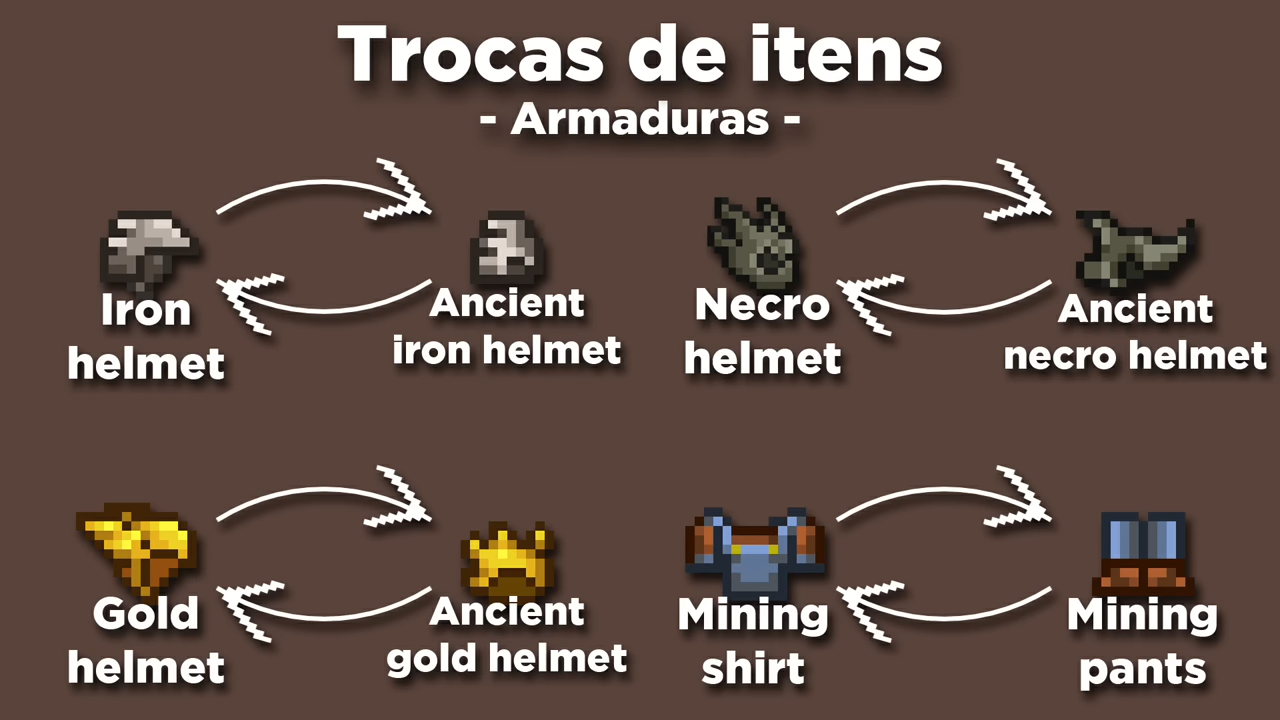 Trocas de itens
- Armaduras -
Iron
helmet
Ancient
iron helmet
Necro
helmet
Ancient
necro helmet
Gold
helmet
Ancient
gold helmet
Mining
shirt
Mining
pants